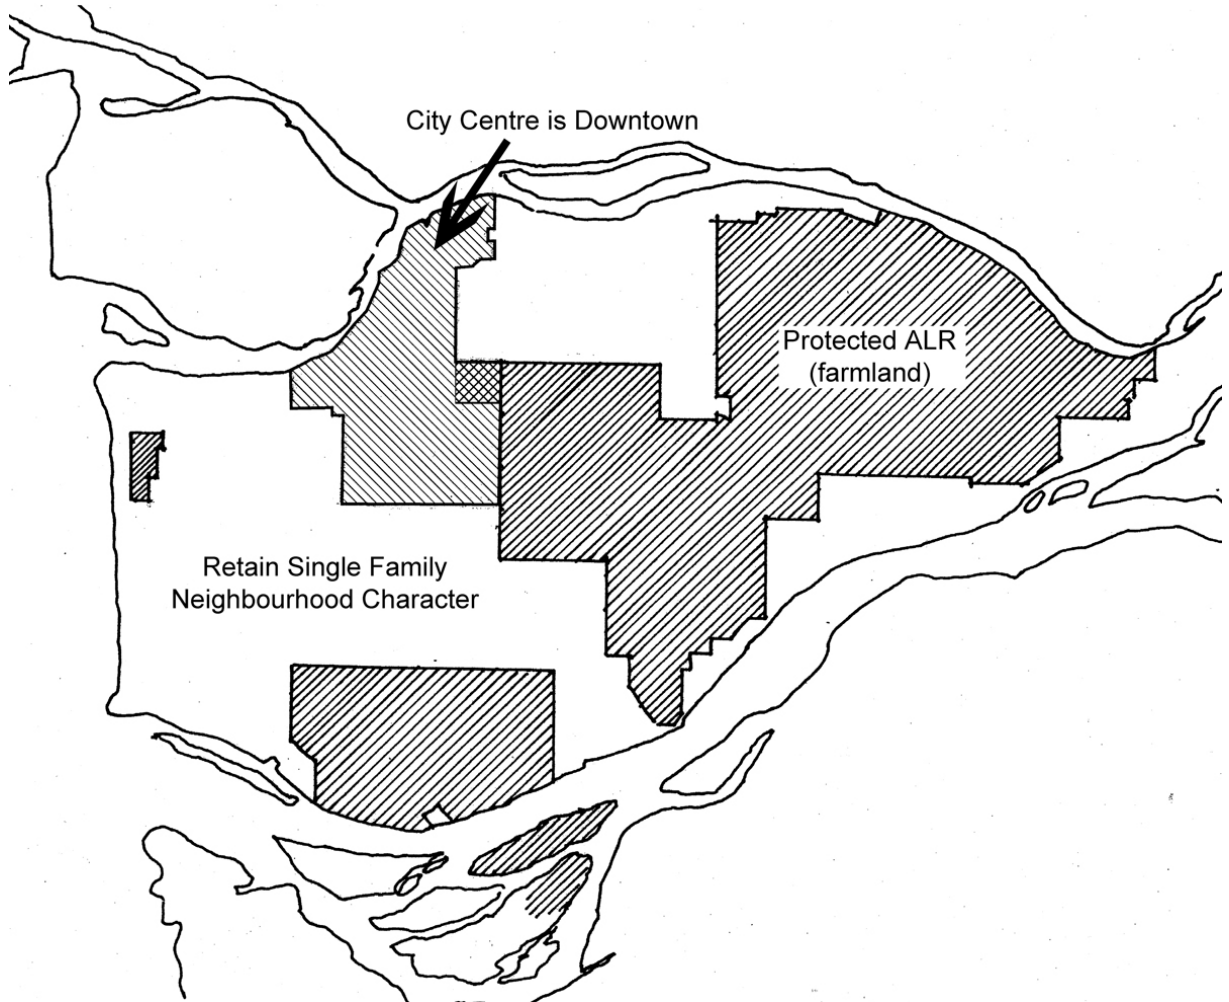 City Centre is Downtown
Protected ALR
(farmland)
Retain Single Family
Neighbourhood Character